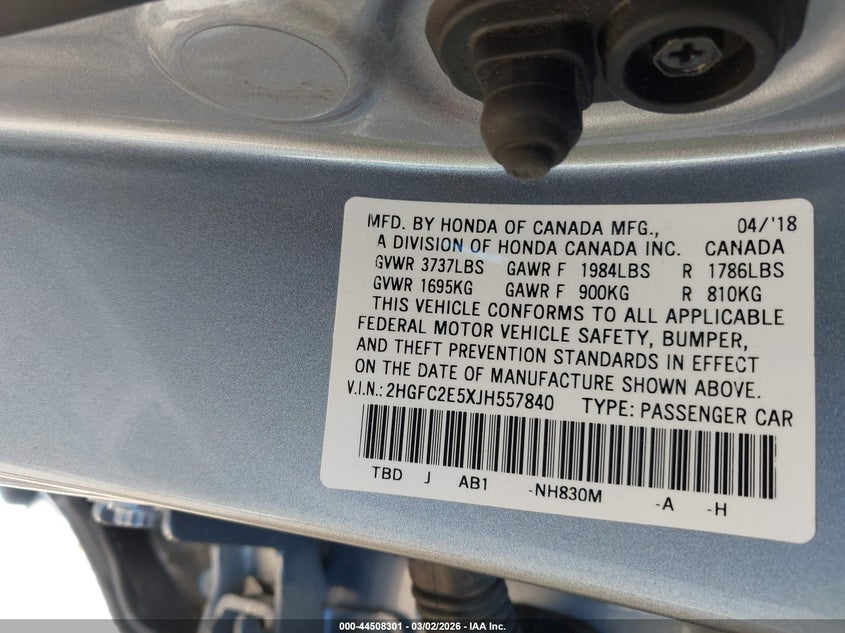 MFD. BY HONDA OF CANADA MFG., 04/'18
A DIVISION OF HONDA CANADA INC. CANADA
GVWR 3737LBS GAWR F 1984LBS R 1786LBS
GVWR 1695KG GAWR F 900KG R 810KG
THIS VEHICLE CONFORMS TO ALL APPLICABLE
FEDERAL MOTOR VEHICLE SAFETY, BUMPER,
AND THEFT PREVENTION STANDARDS IN EFFECT
ON THE DATE OF MANUFACTURE SHOWN ABOVE.
V.I.N.: 2HGFC2E5XJH557840 TYPE: PASSENGER CAR
TBD J AB1 -NH830M -A -H
000-44508301 - 03/02/2026 - IAA Inc.